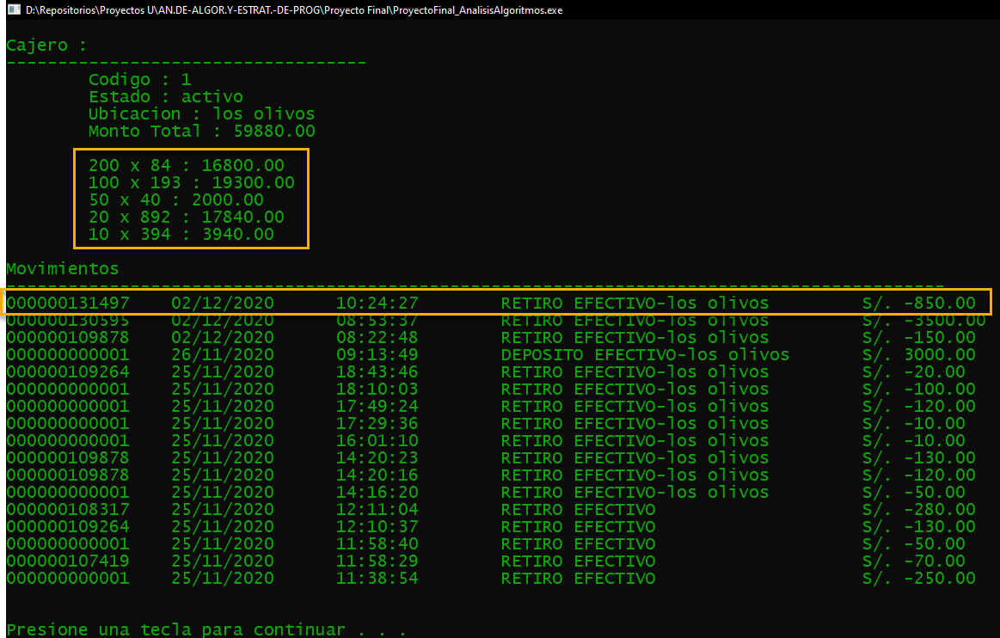 D:\Repositorios\Proyectos U\AN.DE-ALGOR.Y-ESTRAT.-DE-PROG\Proyecto Final\ProyectoFinal_AnalisisAlgoritmos.exe
Cajero :
-----------------------------------
Codigo : 1
Estado : activo
Ubicacion : los olivos
Monto Total : 59880.00
200 x 84 : 16800.00
100 x 193 : 19300.00
50 x 40 : 2000.00
20 x 892 : 17840.00
10 x 394 : 3940.00
Movimientos
-------------------------------------------------------------------------------------------
000000131497 02/12/2020 10:24:27 RETIRO EFECTIVO-los olivos S/. -850.00
000000130595 02/12/2020 08:53:37 RETIRO EFECTIVO-los olivos S/. -3500.00
000000109878 02/12/2020 08:22:48 RETIRO EFECTIVO-los olivos S/. -150.00
000000000001 26/11/2020 09:13:49 DEPOSITO EFECTIVO-los olivos S/. 3000.00
000000109264 25/11/2020 18:43:46 RETIRO EFECTIVO-los olivos S/. -20.00
000000000001 25/11/2020 18:10:03 RETIRO EFECTIVO-los olivos S/. -100.00
000000000001 25/11/2020 17:49:24 RETIRO EFECTIVO-los olivos S/. -120.00
000000000001 25/11/2020 17:29:36 RETIRO EFECTIVO-los olivos S/. -10.00
000000000001 25/11/2020 16:01:10 RETIRO EFECTIVO-los olivos S/. -10.00
000000109878 25/11/2020 14:20:23 RETIRO EFECTIVO-los olivos S/. -130.00
000000109878 25/11/2020 14:20:16 RETIRO EFECTIVO-los olivos S/. -120.00
000000000001 25/11/2020 14:16:20 RETIRO EFECTIVO-los olivos S/. -50.00
000000108317 25/11/2020 12:11:04 RETIRO EFECTIVO S/. -280.00
000000109264 25/11/2020 12:10:37 RETIRO EFECTIVO S/. -130.00
000000000001 25/11/2020 11:58:40 RETIRO EFECTIVO S/. -50.00
000000107419 25/11/2020 11:58:29 RETIRO EFECTIVO S/. -70.00
000000000001 25/11/2020 11:38:54 RETIRO EFECTIVO S/. -250.00
Presione una tecla para continuar . . .